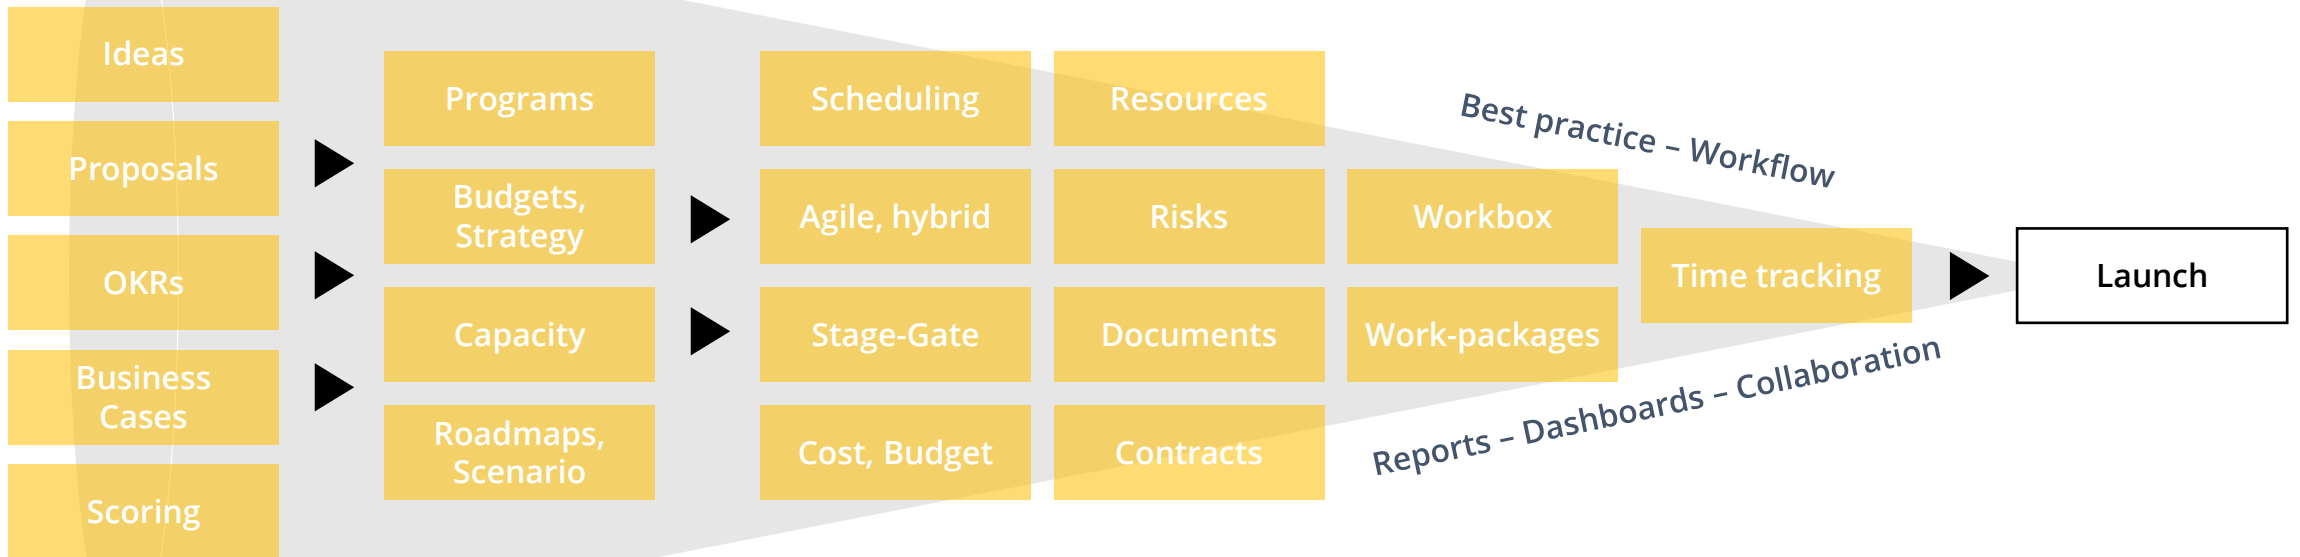 Ideas
Proposals
OKRs
Business
Cases
Scoring
Programs
Budgets,
Strategy
Capacity
Roadmaps,
Scenario
Scheduling
Agile, hybrid
Stage-Gate
Cost, Budget
Resources
Risks
Documents
Contracts
Workbox
Work-packages
Time tracking
Launch
Best practice – Workflow
Reports – Dashboards – Collaboration